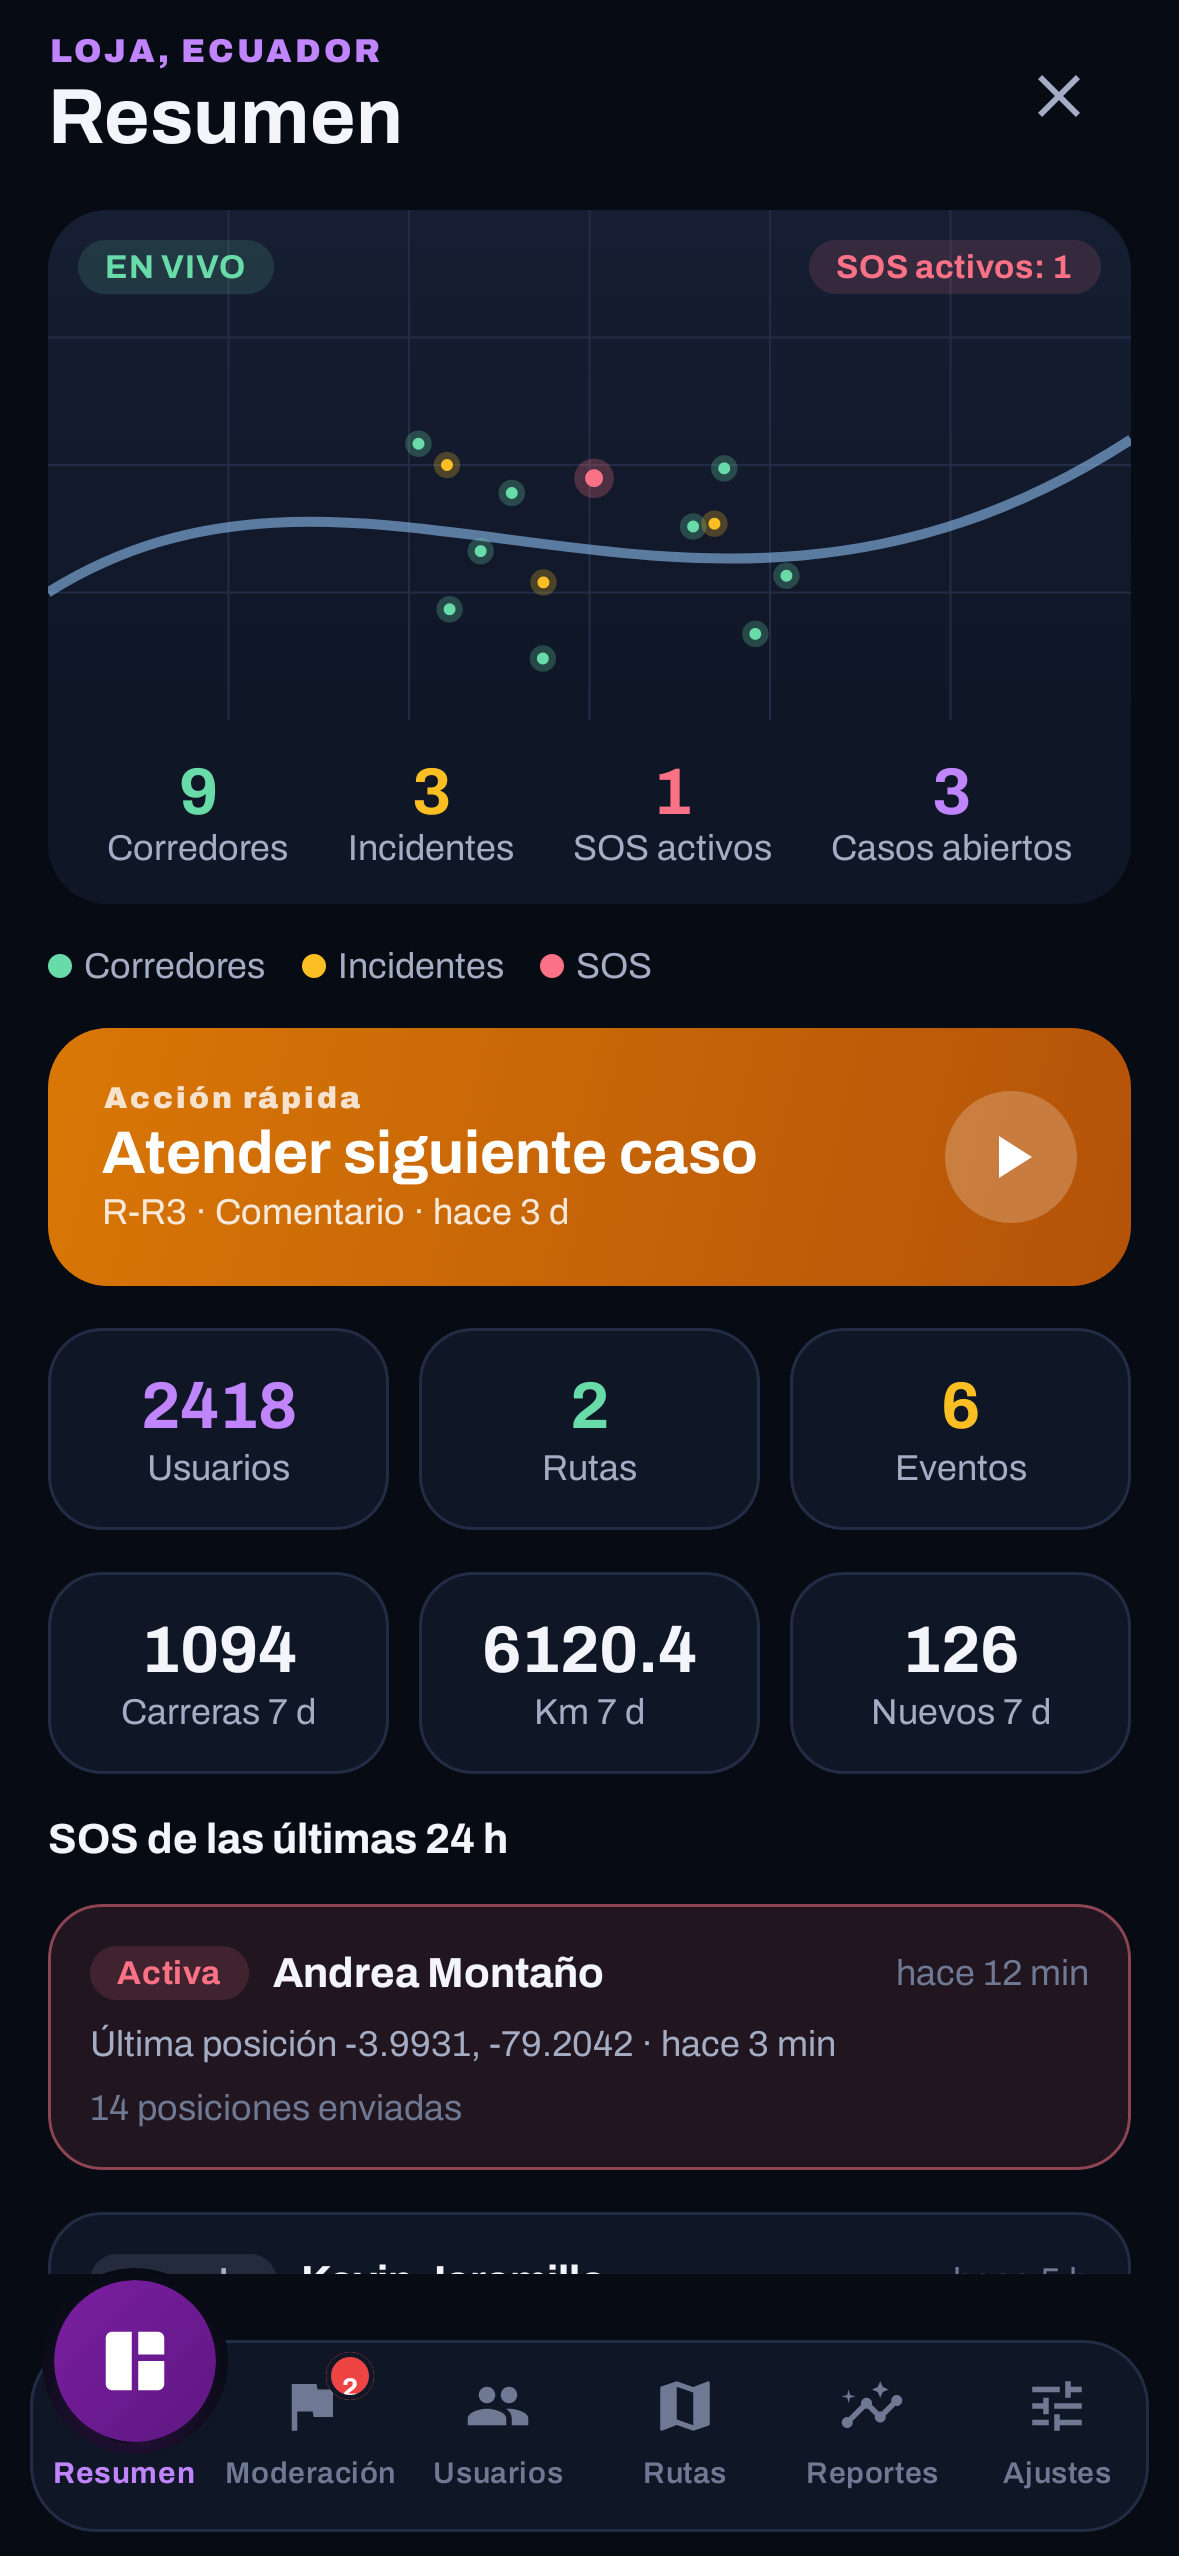 LOJA, ECUADOR
Resumen
EN VIVO
SOS activos: 1
9
Corredores
3
Incidentes
1
SOS activos
3
Casos abiertos
Corredores
Incidentes
SOS
Acción rápida
Atender siguiente caso
R-R3 · Comentario · hace 3 d
2418
Usuarios
2
Rutas
6
Eventos
1094
Carreras 7 d
6120.4
Km 7 d
126
Nuevos 7 d
SOS de las últimas 24 h
Activa
Andrea Montaño
hace 12 min
Última posición -3.9931, -79.2042 · hace 3 min
14 posiciones enviadas
Kevin Jaramillo
hace 5 h
2
Resumen
Moderación
Usuarios
Rutas
Reportes
Ajustes